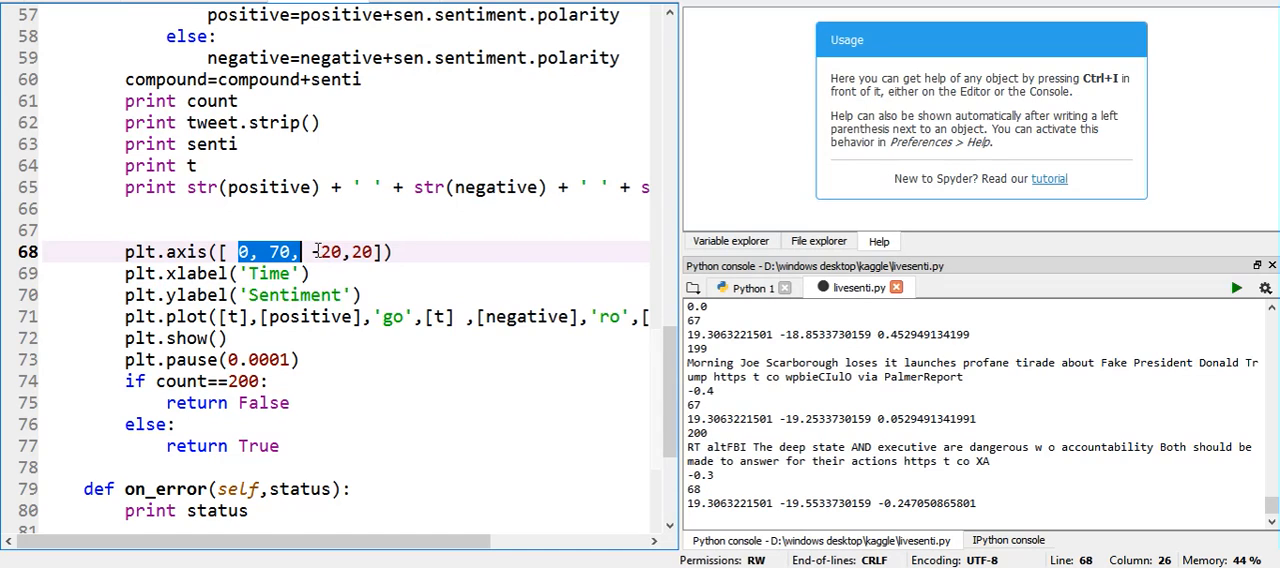 57 positive=positive+sen.sentiment.polarity
58 else:
59 negative=negative+sen.sentiment.polarity
60 compound=compound+senti
61 print count
62 print tweet.strip()
63 print senti
64 print t
65 print str(positive) + ' ' + str(negative) + ' ' + s
66
67
68 plt.axis([ 0, 70, -20,20])
69 plt.xlabel('Time')
70 plt.ylabel('Sentiment')
71 plt.plot([t],[positive],'go',[t] ,[negative],'ro',[
72 plt.show()
73 plt.pause(0.0001)
74 if count==200:
75 return False
76 else:
77 return True
78
79 def on_error(self,status):
80 print status
81
Usage
Here you can get help of any object by pressing Ctrl+I in
front of it, either on the Editor or the Console.
Help can also be shown automatically after writing a left
parenthesis next to an object. You can activate this
behavior in Preferences > Help.
New to Spyder? Read our tutorial
Variable explorer File explorer Help
Python console - D:\windows desktop\kaggle\livesenti.py
Python 1 livesenti.py
0.0
67
19.3063221501 -18.8533730159 0.452949134199
199
Morning Joe Scarborough loses it launches profane tirade about Fake President Donald Tr
ump https t co wpbieCIulO via PalmerReport
-0.4
67
19.3063221501 -19.2533730159 0.0529491341991
200
RT altFBI The deep state AND executive are dangerous w o accountability Both should be
made to answer for their actions https t co XA
-0.3
68
19.3063221501 -19.5533730159 -0.247050865801
Python console - D:\windows desktop\kaggle\livesenti.py IPython console
Permissions: RW End-of-lines: CRLF Encoding: UTF-8 Line: 68 Column: 26 Memory: 44 %